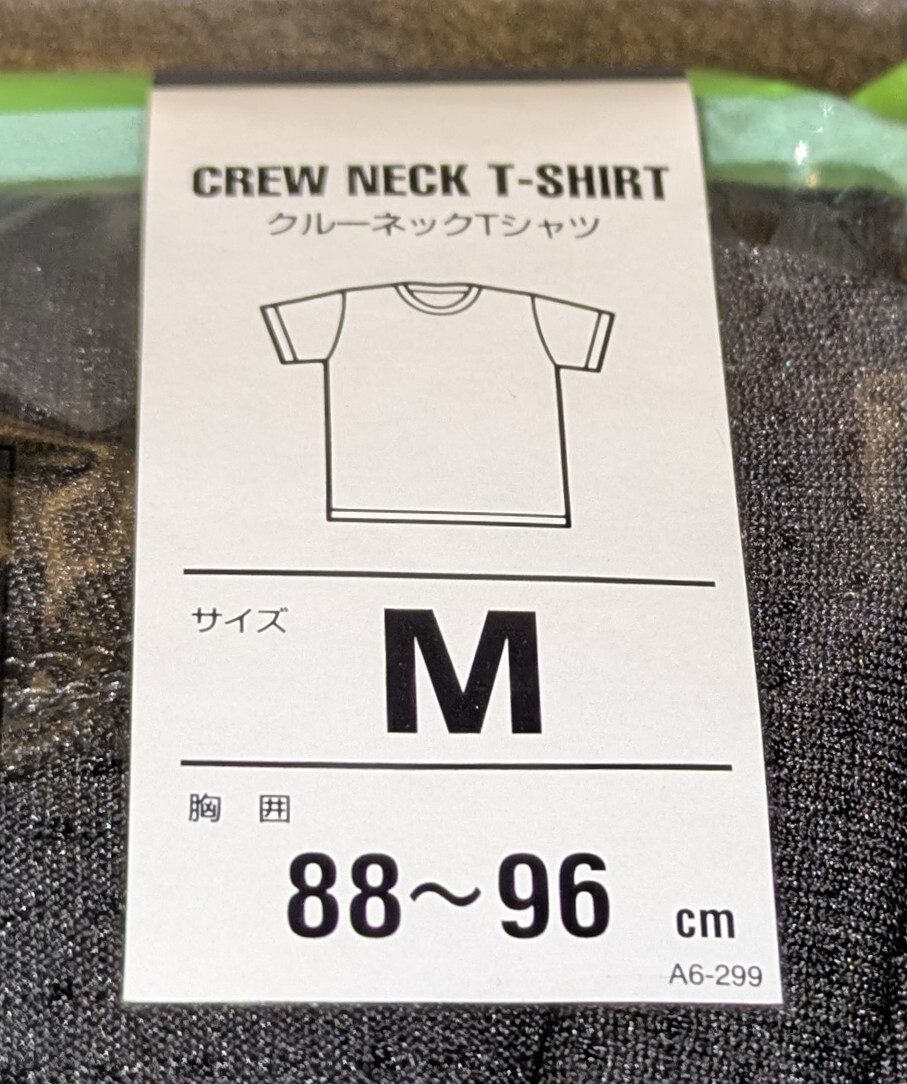 CREW NECK T-SHIRT
クルーネックTシャツ
サイズ M
胸 囲
88～96 cm
A6-299